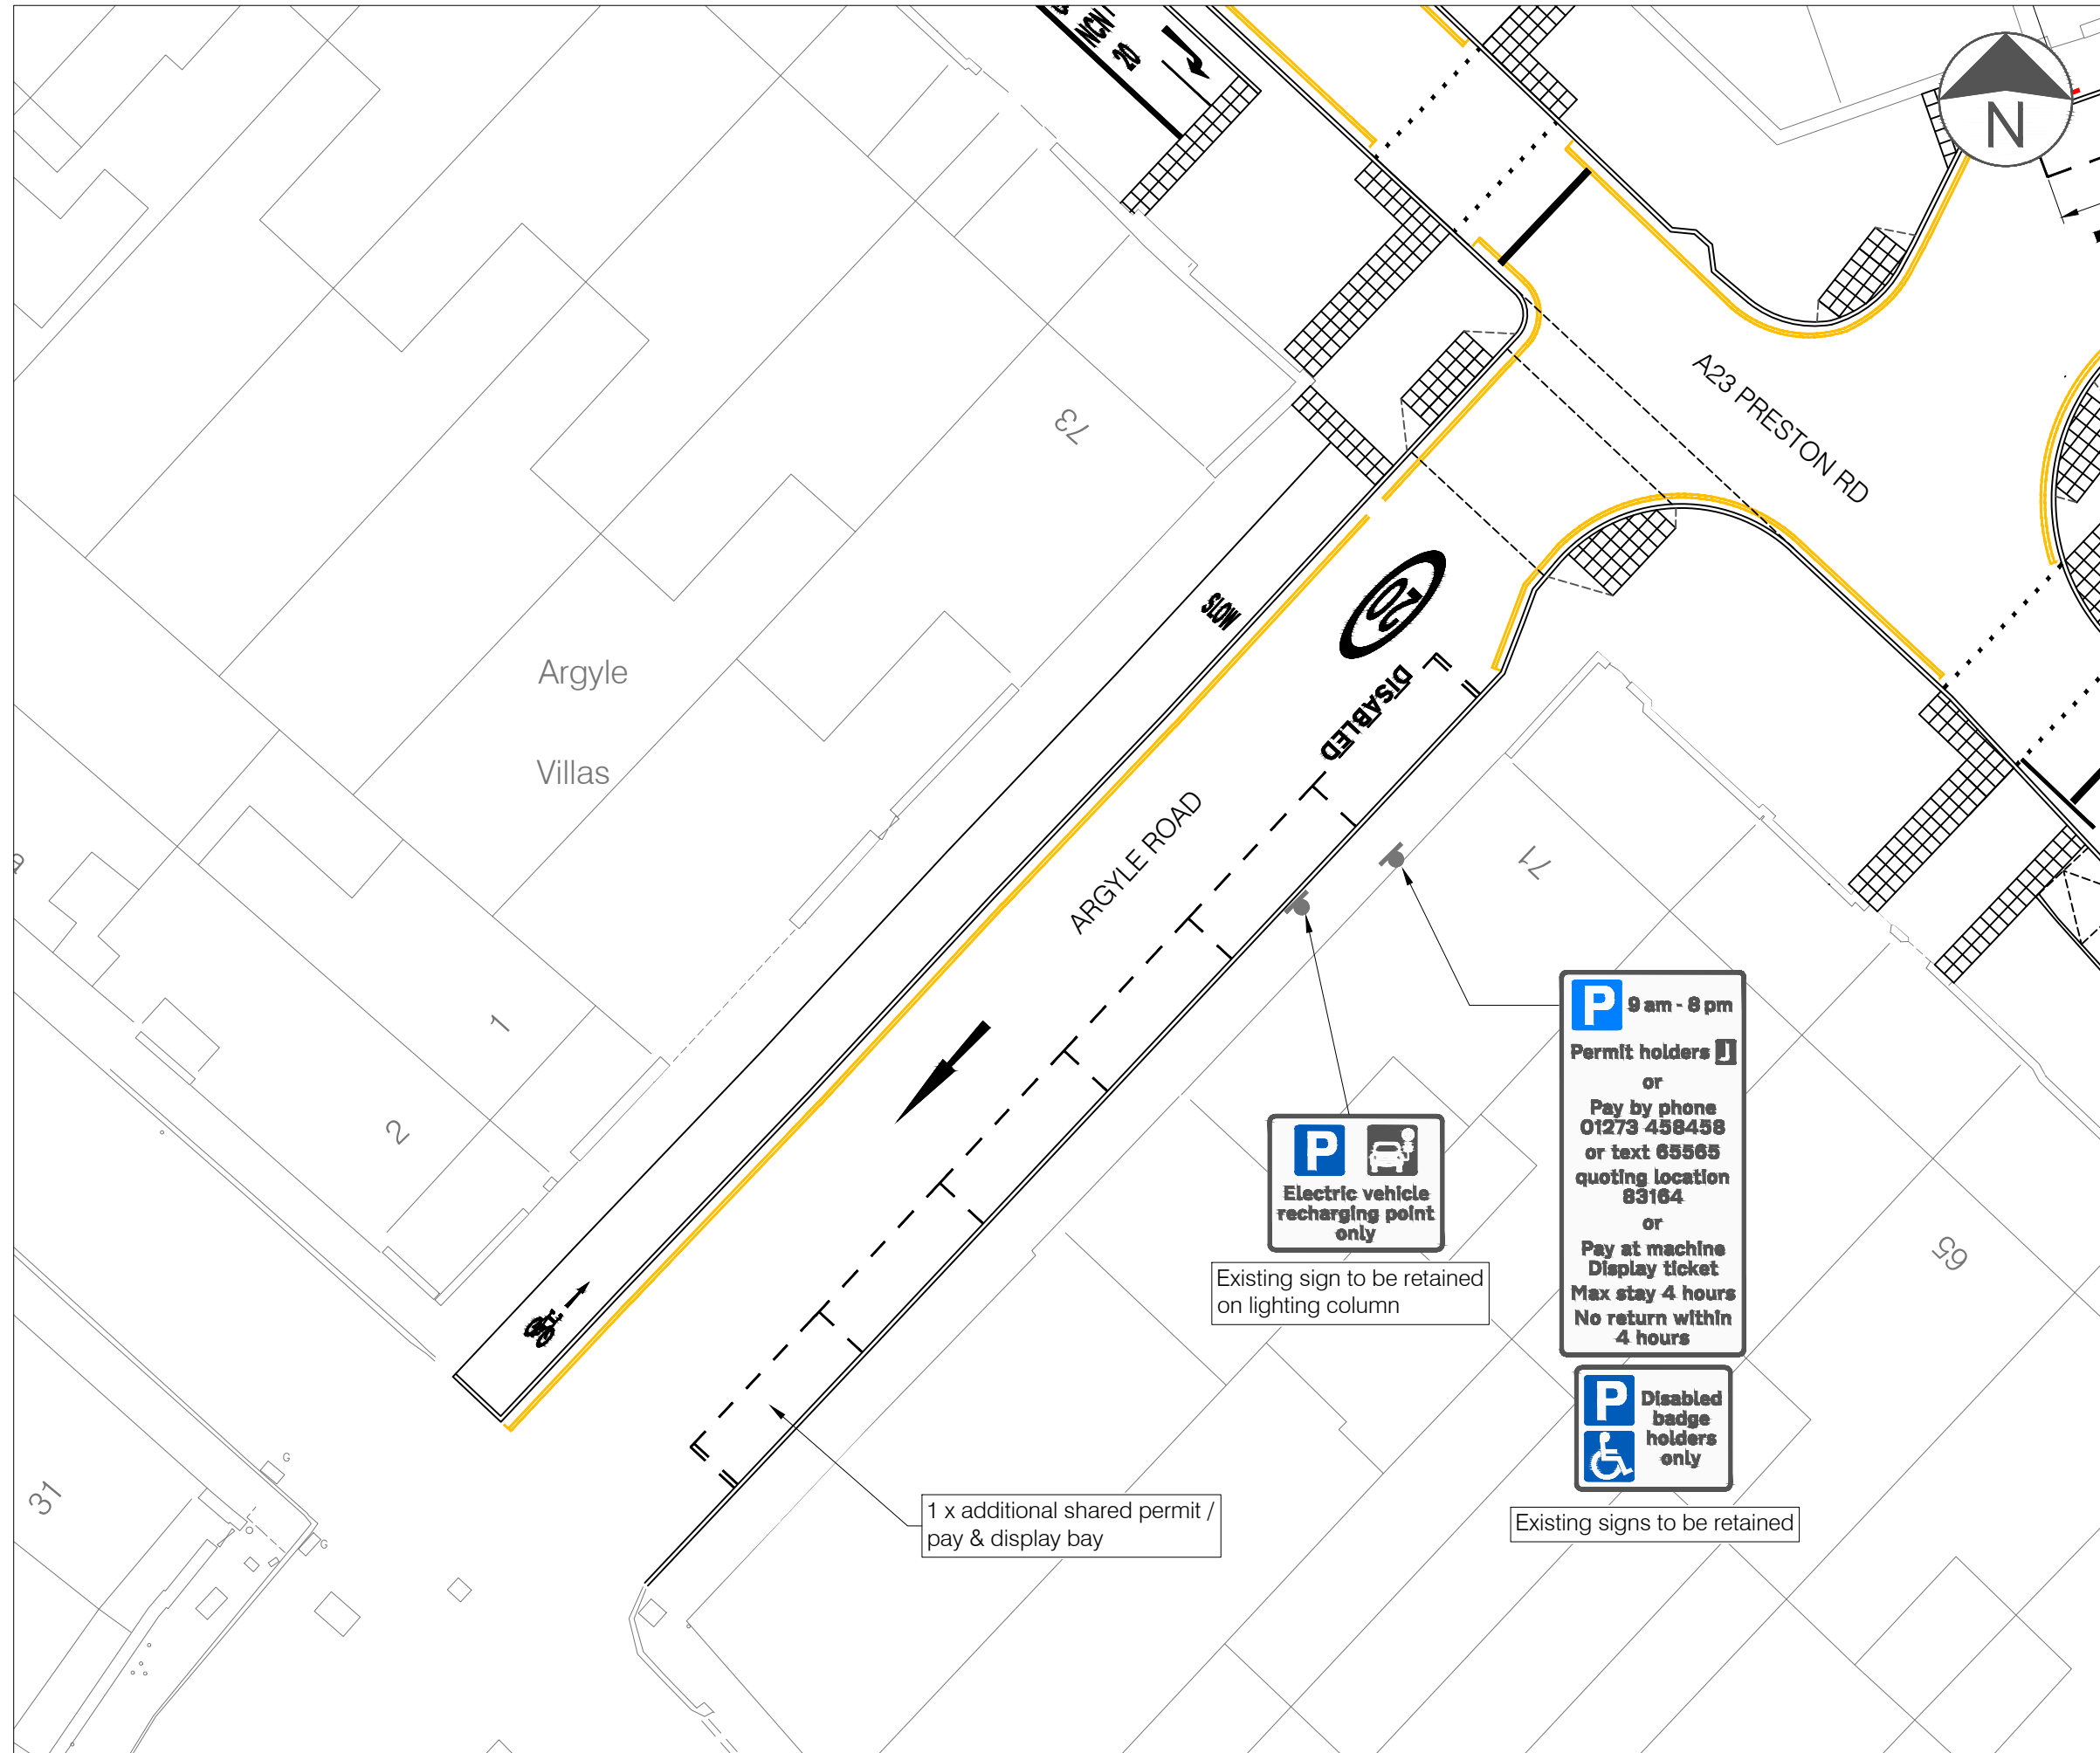 NCN
20
N
A23 PRESTON RD
73
SLOW
20
Argyle
Villas
DISABLED
ARGYLE ROAD
71
1
2
P 9 am - 8 pm
Permit holders J
or
Pay by phone
01273 458458
or text 65565
quoting location
83164
or
Pay at machine
Display ticket
Max stay 4 hours
No return within
4 hours
P
Electric vehicle
recharging point
only
Existing sign to be retained
on lighting column
65
P Disabled
badge
holders
only
Existing signs to be retained
1 x additional shared permit /
pay & display bay
31
G
G